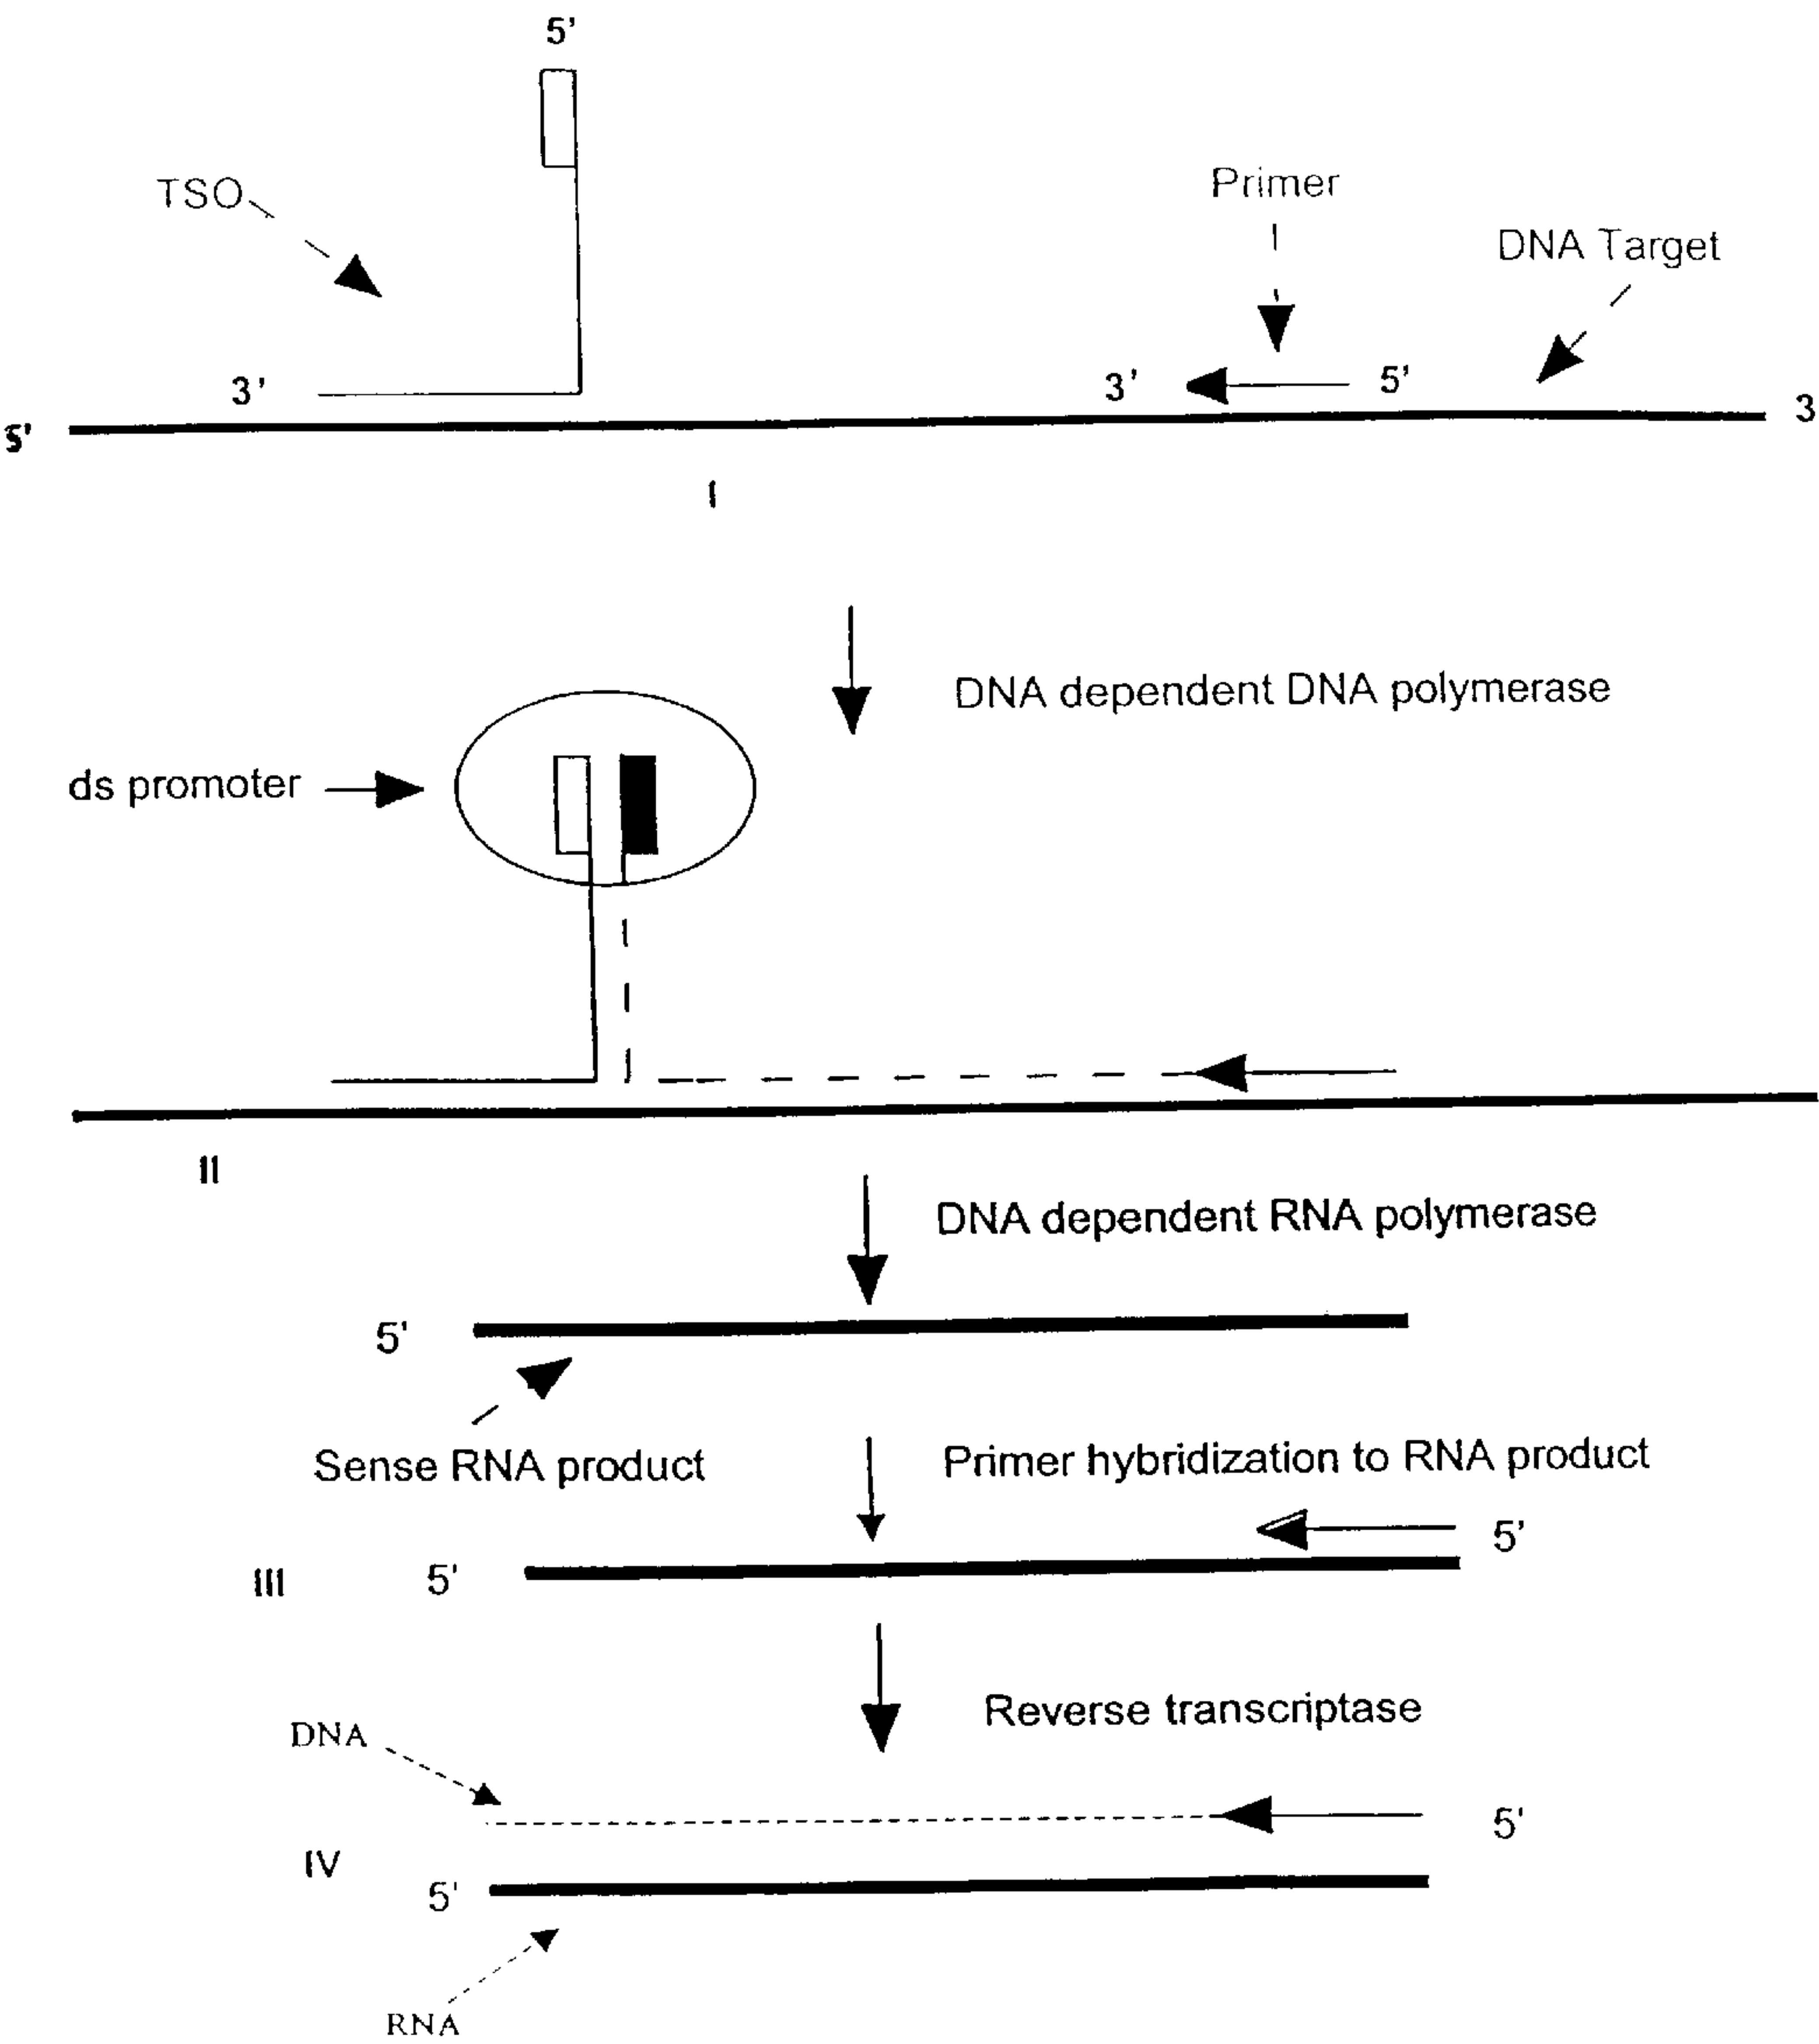 5'
TSO
Primer
DNA Target
3' 3' 5'
5' 3
I
DNA dependent DNA polymerase
ds promoter
II
DNA dependent RNA polymerase
5'
Sense RNA product
Primer hybridization to RNA product
5'
III 5'
Reverse transcriptase
DNA
5'
IV
5'
RNA